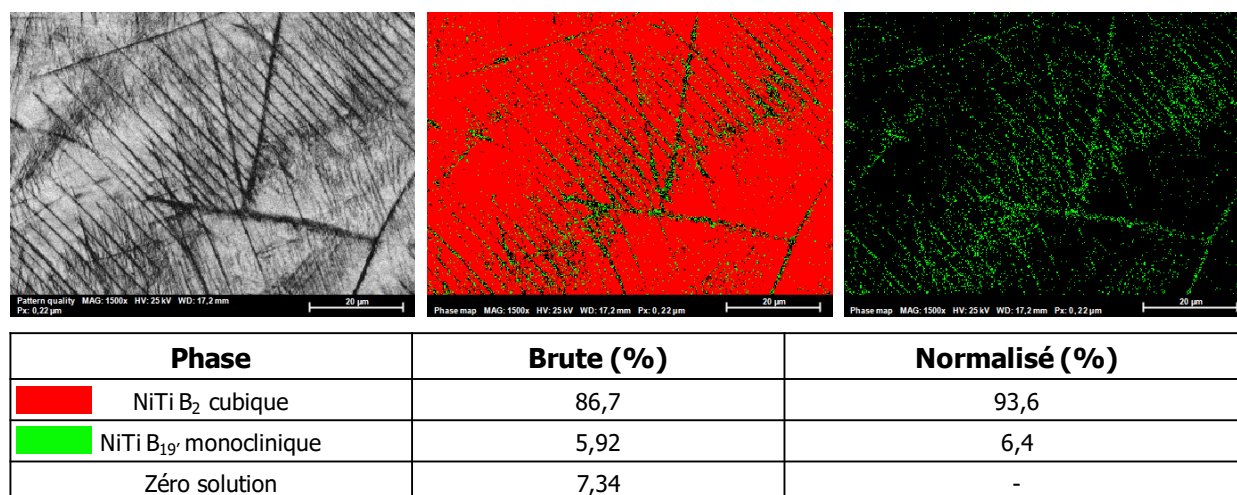 Pattern quality MAG: 1500x HV: 25 kV WD: 17,2 mm
Px: 0,22 µm
20 µm
Phase map MAG: 1500x HV: 25 kV WD: 17,2 mm Px: 0,22 µm
20 µm
Phase map MAG: 1500x HV: 25 kV WD: 17,2 mm Px: 0,22 µm
20 µm
Phase Brute (%) Normalisé (%)
NiTi B2 cubique 86,7 93,6
NiTi B19' monoclinique 5,92 6,4
Zéro solution 7,34 -